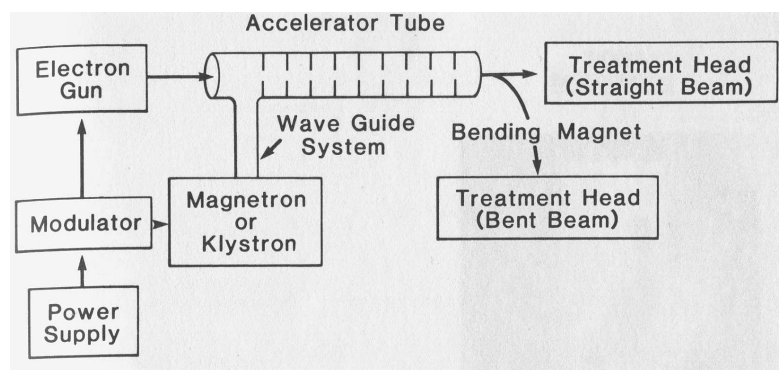 Accelerator Tube
Electron
Gun
Treatment Head
(Straight Beam)
Wave Guide
System
Bending Magnet
Modulator
Magnetron
or
Klystron
Treatment Head
(Bent Beam)
Power
Supply